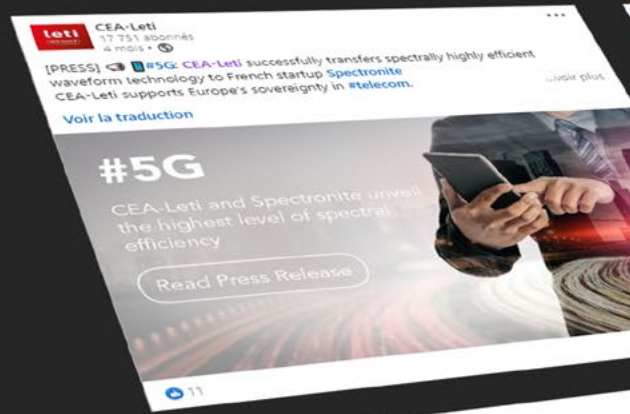 leti
CEA-Leti
17 751 abonnés
4 mois •
[PRESS] #5G: CEA-Leti successfully transfers spectrally highly efficient
waveform technology to French startup Spectronite
CEA-Leti supports Europe's sovereignty in #telecom.
...voir plus
Voir la traduction
#5G
CEA-Leti and Spectronite unveil
the highest level of spectral
efficiency
Read Press Release
11